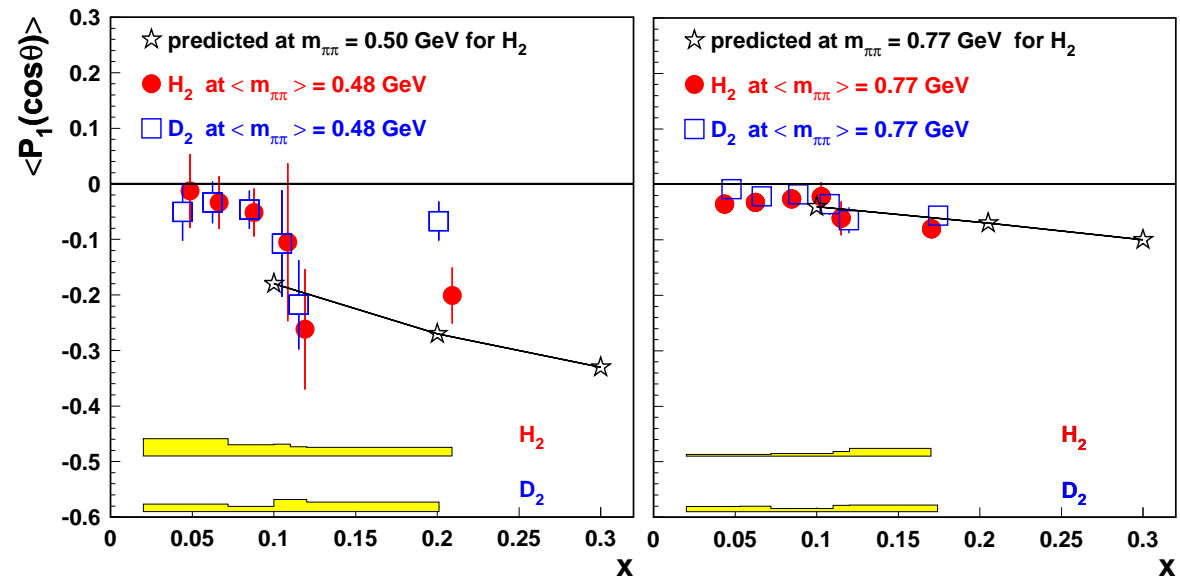 <P₁(cosθ)>
0.3
0.2
0.1
0
-0.1
-0.2
-0.3
-0.4
-0.5
-0.6
predicted at mππ = 0.50 GeV for H₂
H₂ at < mππ > = 0.48 GeV
D₂ at < mππ > = 0.48 GeV
H₂
D₂
0 0.05 0.1 0.15 0.2 0.25 0.3
x
predicted at mππ = 0.77 GeV for H₂
H₂ at < mππ > = 0.77 GeV
D₂ at < mππ > = 0.77 GeV
H₂
D₂
0 0.05 0.1 0.15 0.2 0.25 0.3
x